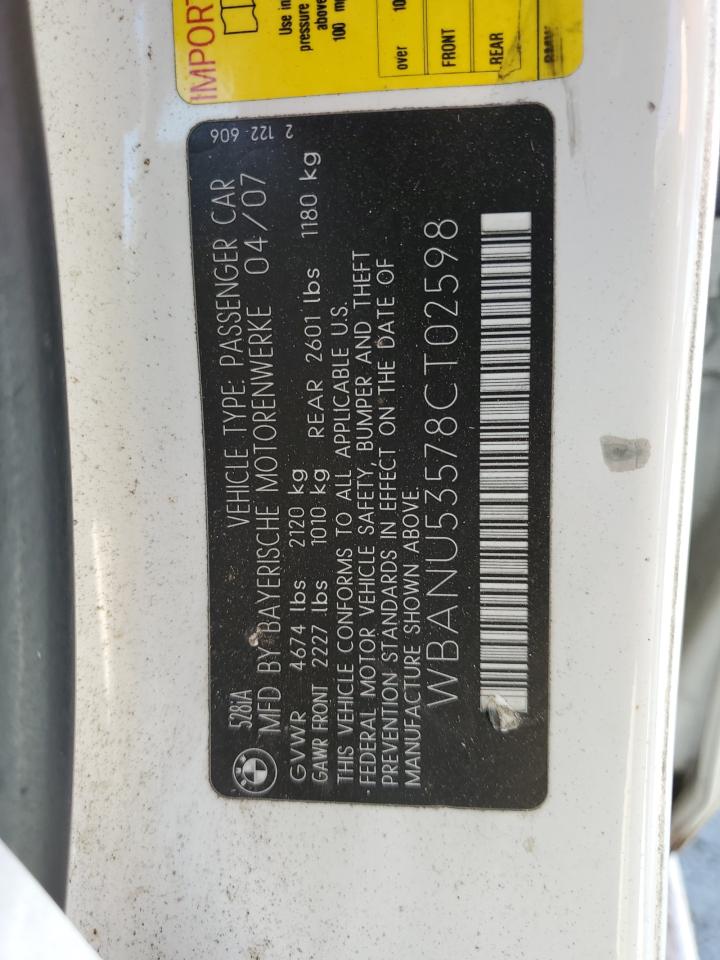 IMPORT
Use in
pressure
above
100
over 10
FRONT
REAR
BMW
2 122 606
528iA VEHICLE TYPE: PASSENGER CAR
MFD BY BAYERISCHE MOTORENWERKE 04/07
GVWR 4674 lbs 2120 kg
GAWR FRONT 2227 lbs 1010 kg REAR 2601 lbs 1180 kg
THIS VEHICLE CONFORMS TO ALL APPLICABLE U.S.
FEDERAL MOTOR VEHICLE SAFETY, BUMPER AND THEFT
PREVENTION STANDARDS IN EFFECT ON THE DATE OF
MANUFACTURE SHOWN ABOVE.
WBANU53578CT02598